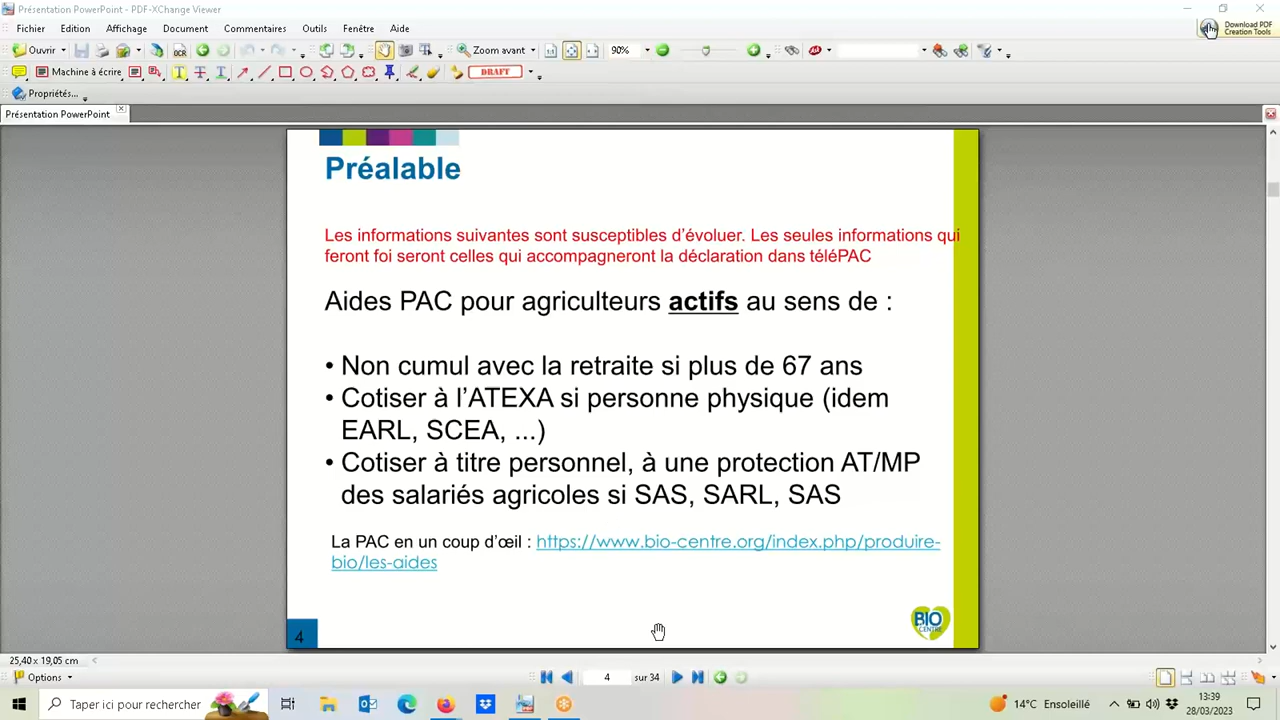 Présentation PowerPoint - PDF-XChange Viewer
Fichier Edition Affichage Document Commentaires Outils Fenêtre Aide
Download PDF
Creation Tools
Ouvrir OCR Zoom avant 90%
Machine à écrire DRAFT
Propriétés...
Présentation PowerPoint
Préalable
Les informations suivantes sont susceptibles d’évoluer. Les seules informations qui
feront foi seront celles qui accompagneront la déclaration dans téléPAC
Aides PAC pour agriculteurs actifs au sens de :
• Non cumul avec la retraite si plus de 67 ans
• Cotiser à l’ATEXA si personne physique (idem
EARL, SCEA, ...)
• Cotiser à titre personnel, à une protection AT/MP
des salariés agricoles si SAS, SARL, SAS
La PAC en un coup d’œil : https://www.bio-centre.org/index.php/produire-
bio/les-aides
4
BIO
CENTRE
25,40 x 19,05 cm
Options 4 sur 34
Taper ici pour rechercher 14°C Ensoleillé 13:39
28/03/2023